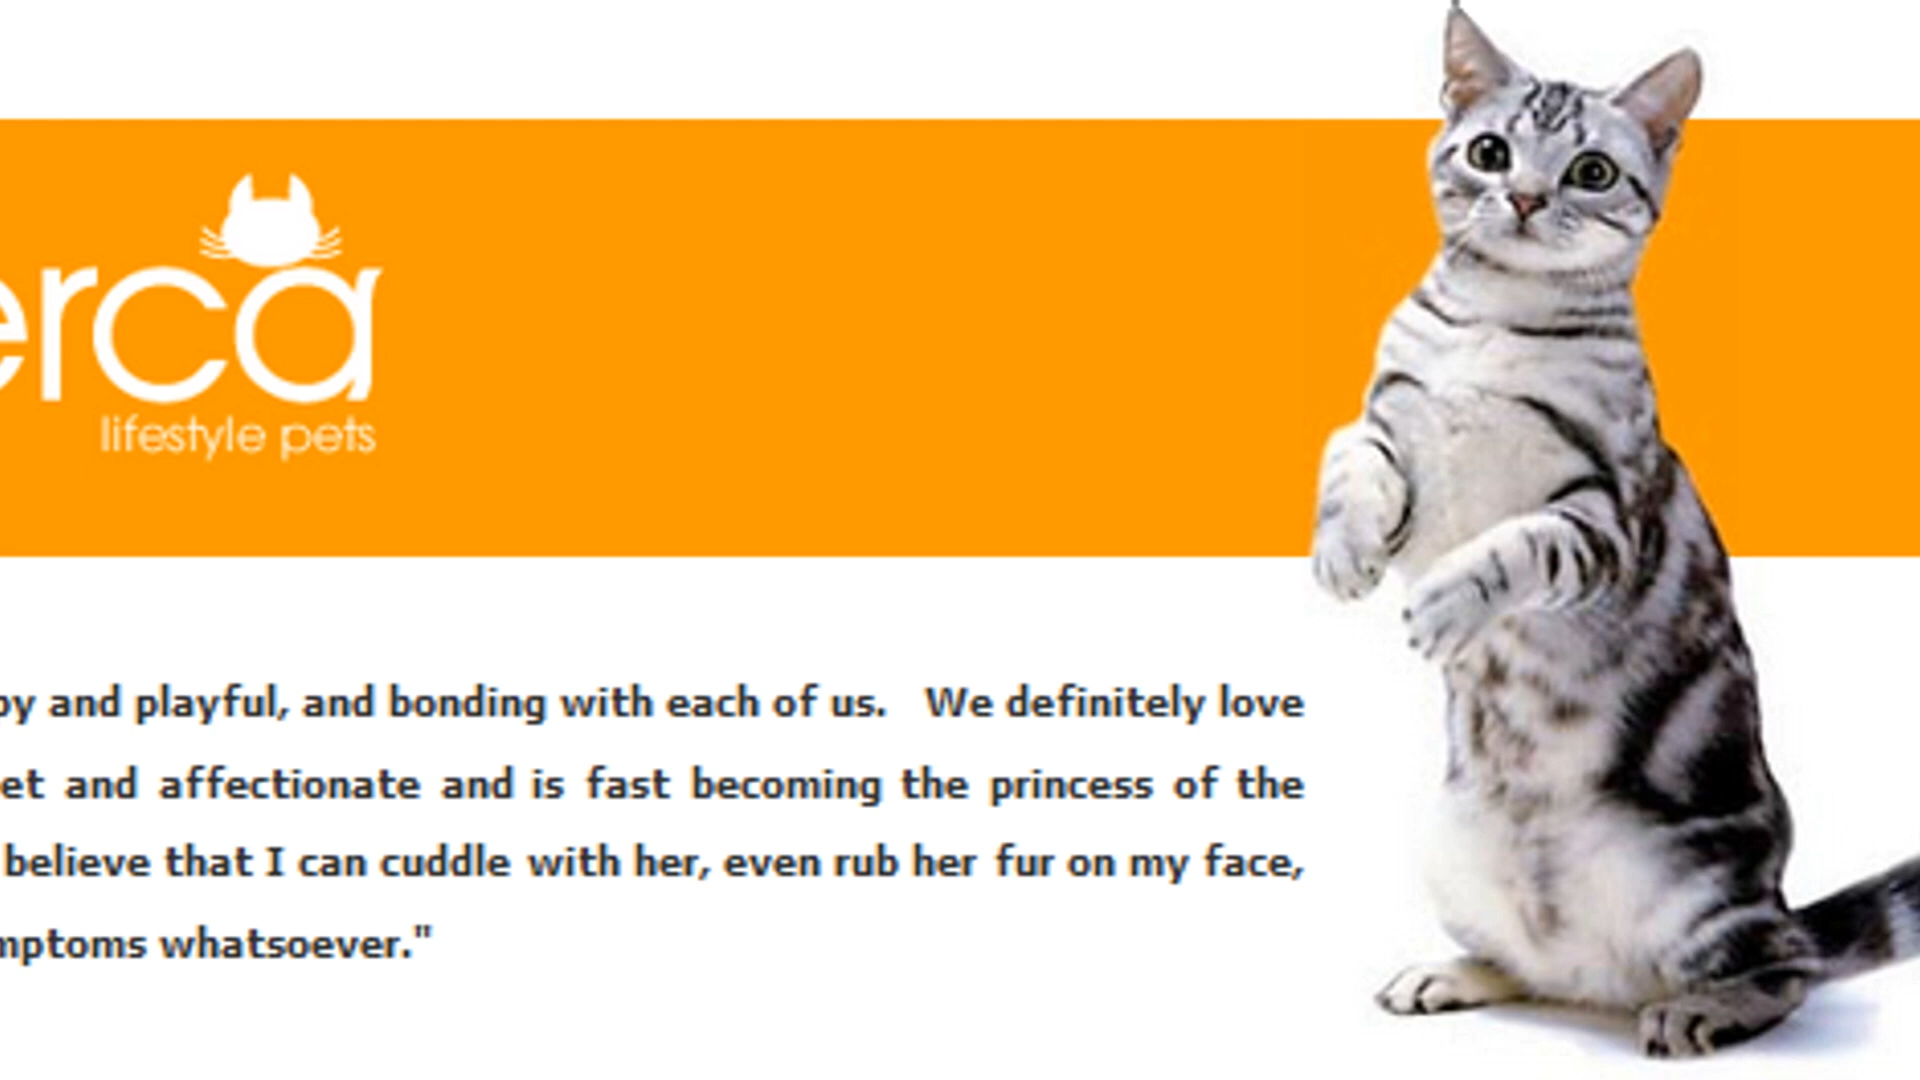 erca
lifestyle pets
py and playful, and bonding with each of us. We definitely love
et and affectionate and is fast becoming the princess of the
believe that I can cuddle with her, even rub her fur on my face,
mptoms whatsoever."